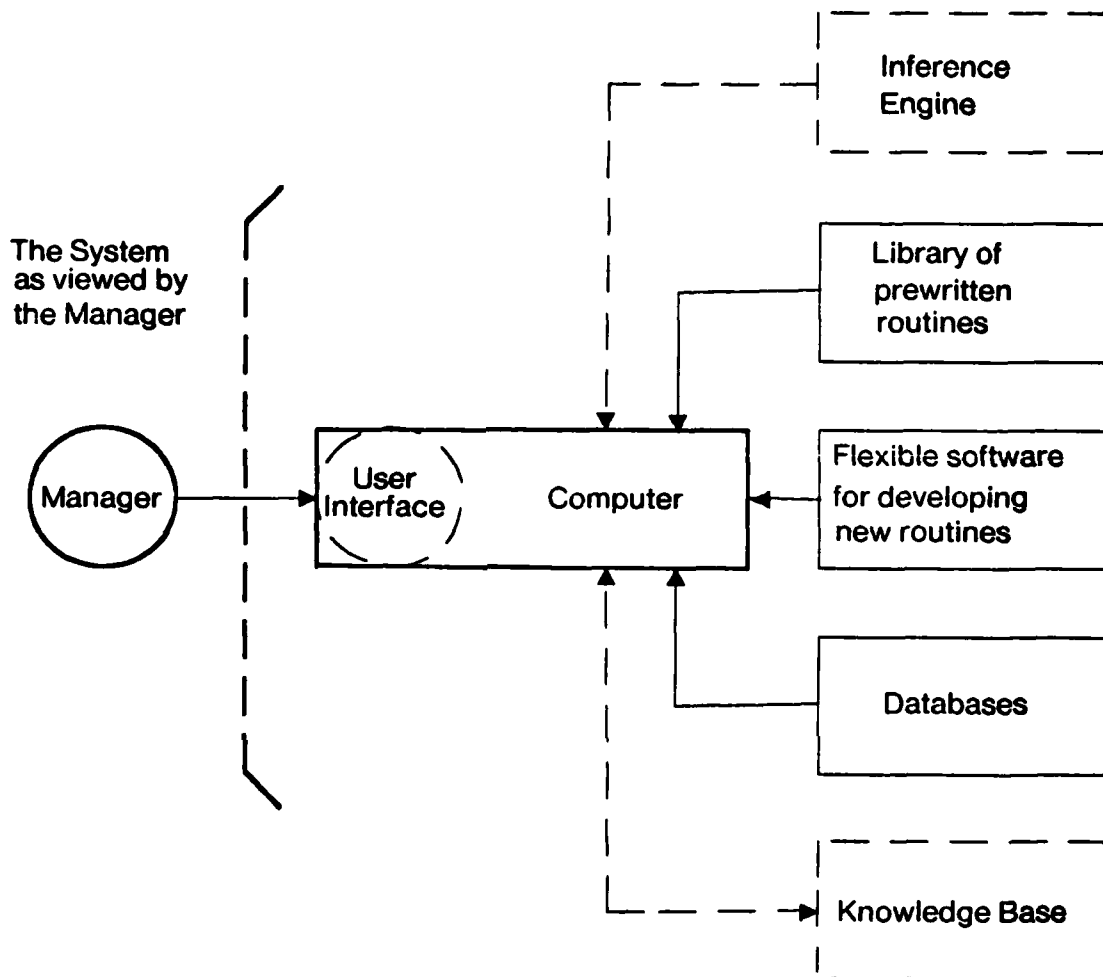 Inference
Engine
The System
as viewed by
the Manager
Library of
prewritten
routines
Manager
User
Interface
Computer
Flexible software
for developing
new routines
Databases
Knowledge Base